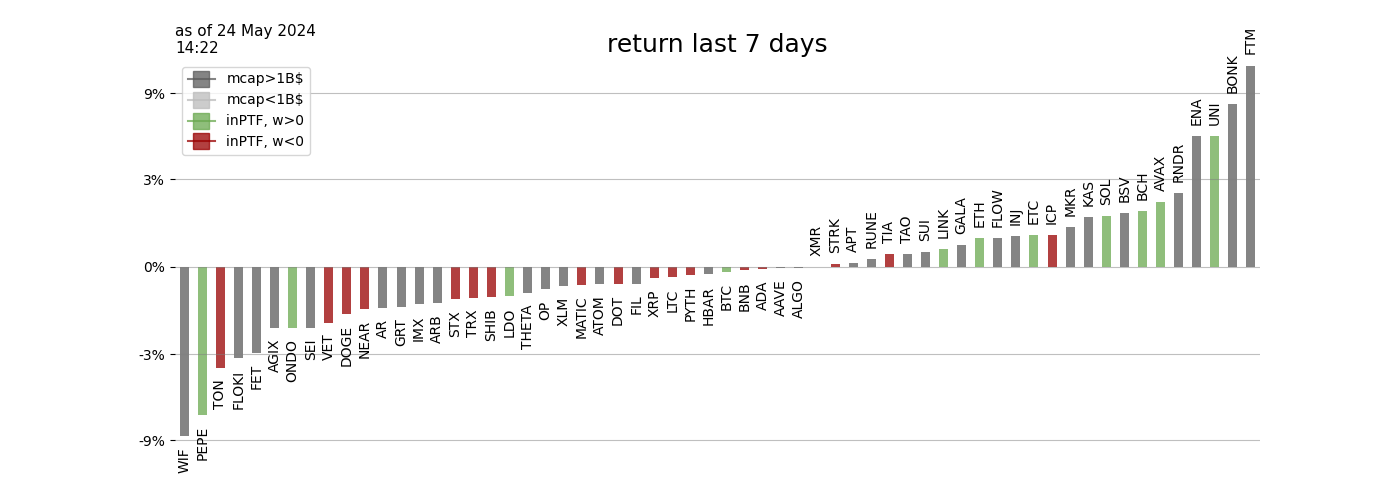 as of 24 May 2024
14:22
return last 7 days
mcap>1B$
mcap<1B$
inPTF, w>0
inPTF, w<0
9%
3%
0%
-3%
-9%
WIF
PEPE
TON
FLOKI
FET
AGIX
ONDO
SEI
VET
DOGE
NEAR
AR
GRT
IMX
ARB
STX
TRX
SHIB
LDO
THETA
OP
XLM
MATIC
ATOM
DOT
FIL
XRP
LTC
PYTH
HBAR
BTC
BNB
ADA
AAVE
ALGO
XMR
STRK
APT
RUNE
TIA
TAO
SUI
LINK
GALA
ETH
FLOW
INJ
ETC
ICP
MKR
KAS
SOL
BSV
BCH
AVAX
RNDR
ENA
UNI
BONK
FTM